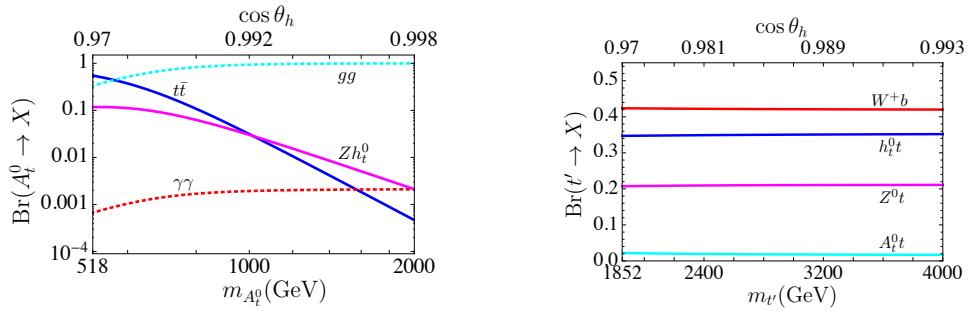 cos θ_h
0.97 0.992 0.998
Br(A_t^0 → X)
1
0.1
0.01
0.001
10^{-4}
tt̄
gg
Zh_t^0
γγ
518 1000 2000
m_{A_t^0}(GeV)
cos θ_h
0.97 0.981 0.989 0.993
Br(t′ → X)
0.5
0.4
0.3
0.2
0.1
0.0
W^+b
h_t^0t
Z^0t
A_t^0t
1852 2400 3200 4000
m_{t′}(GeV)